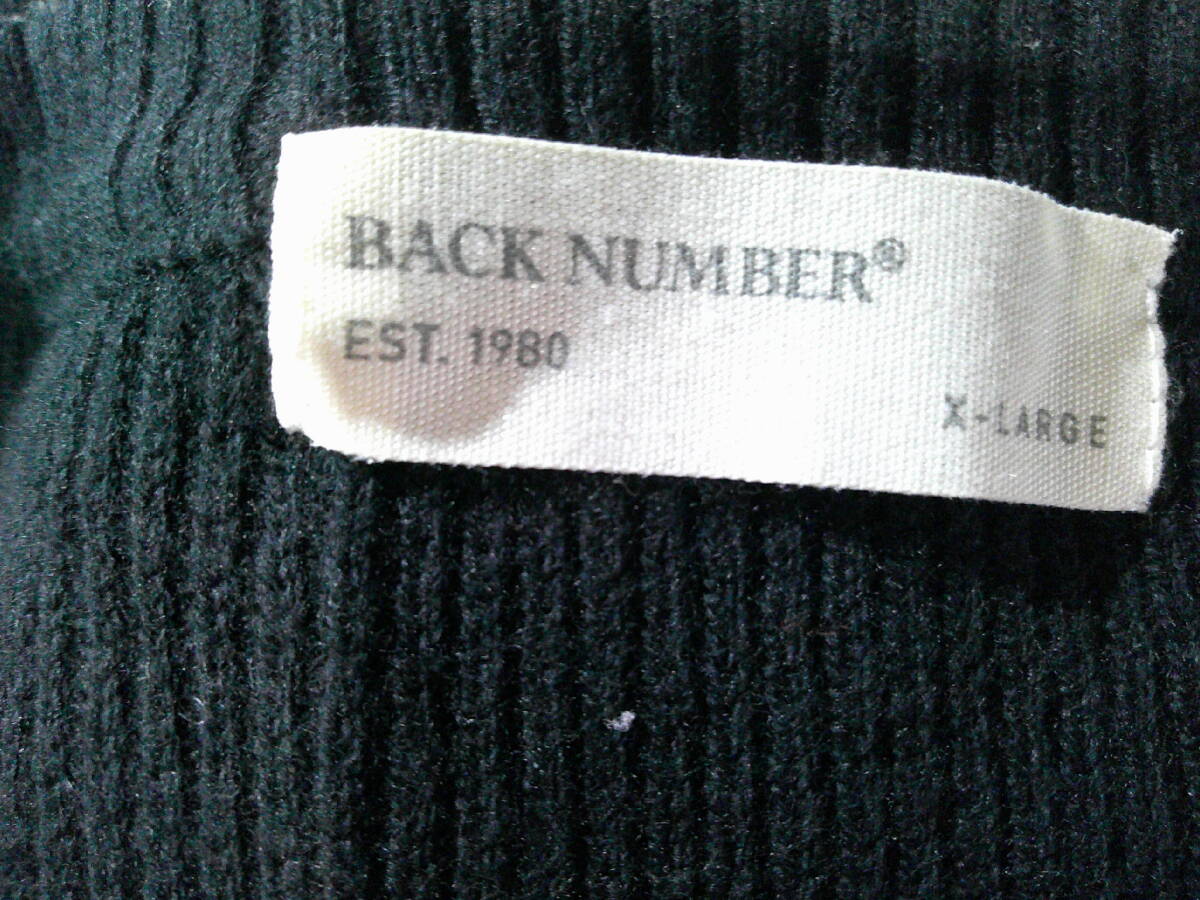 BACK NUMBER®
EST. 1980
X-LARGE